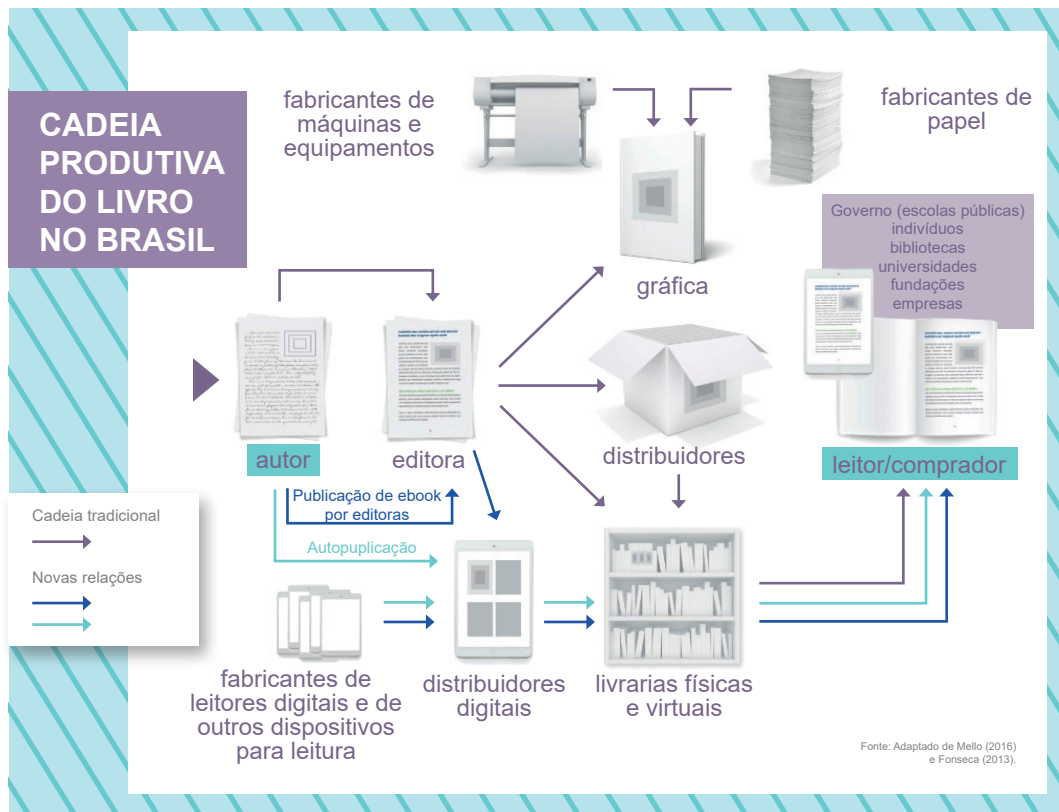 CADEIA
PRODUTIVA
DO LIVRO
NO BRASIL
fabricantes de
máquinas e
equipamentos
fabricantes de
papel
gráfica
Governo (escolas públicas)
indivíduos
bibliotecas
universidades
fundações
empresas
autor
editora
distribuidores
leitor/comprador
Publicação de ebook
por editoras
Autopuplicação
Cadeia tradicional
Novas relações
fabricantes de
leitores digitais e de
outros dispositivos
para leitura
distribuidores
digitais
livrarias físicas
e virtuais
Fonte: Adaptado de Mello (2016)
e Fonseca (2013).